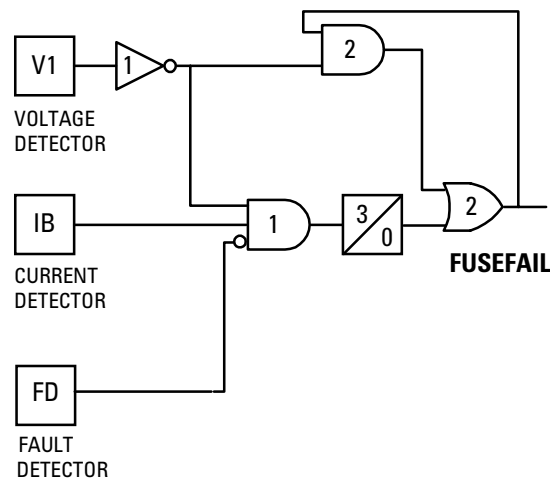 V1
1
2
VOLTAGE
DETECTOR
IB
1
3
0
2
FUSEFAIL
CURRENT
DETECTOR
FD
FAULT
DETECTOR